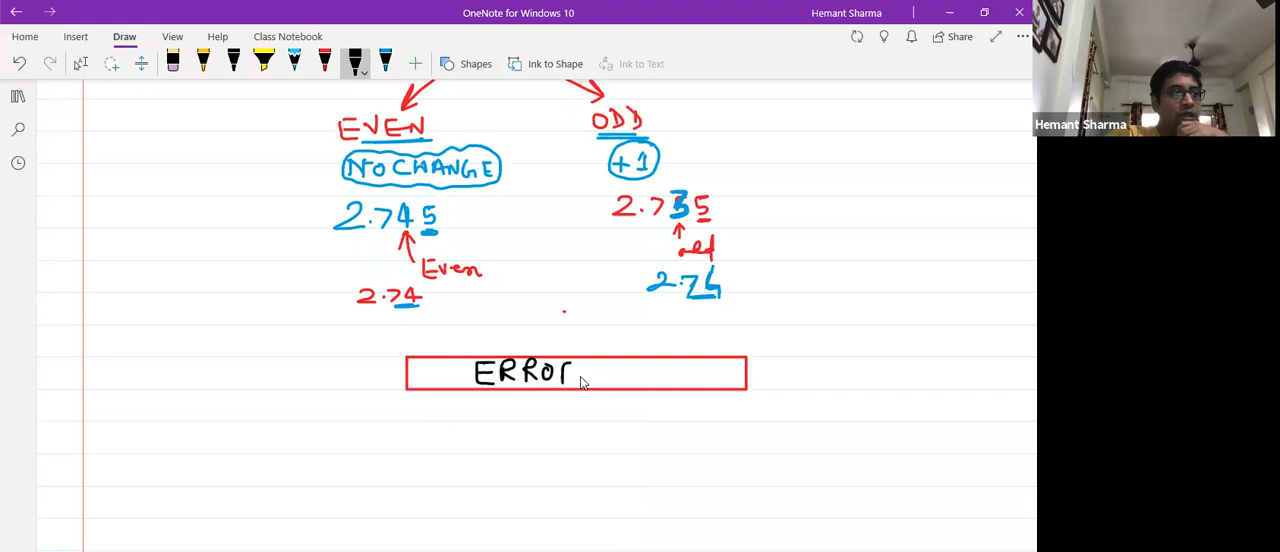 OneNote for Windows 10
Hemant Sharma
Home Insert Draw View Help Class Notebook
Share
Shapes Ink to Shape Ink to Text
Hemant Sharma
EVEN ODD
NO CHANGE +1
2.745 2.735
Even odd
2.74 2.74
ERROr